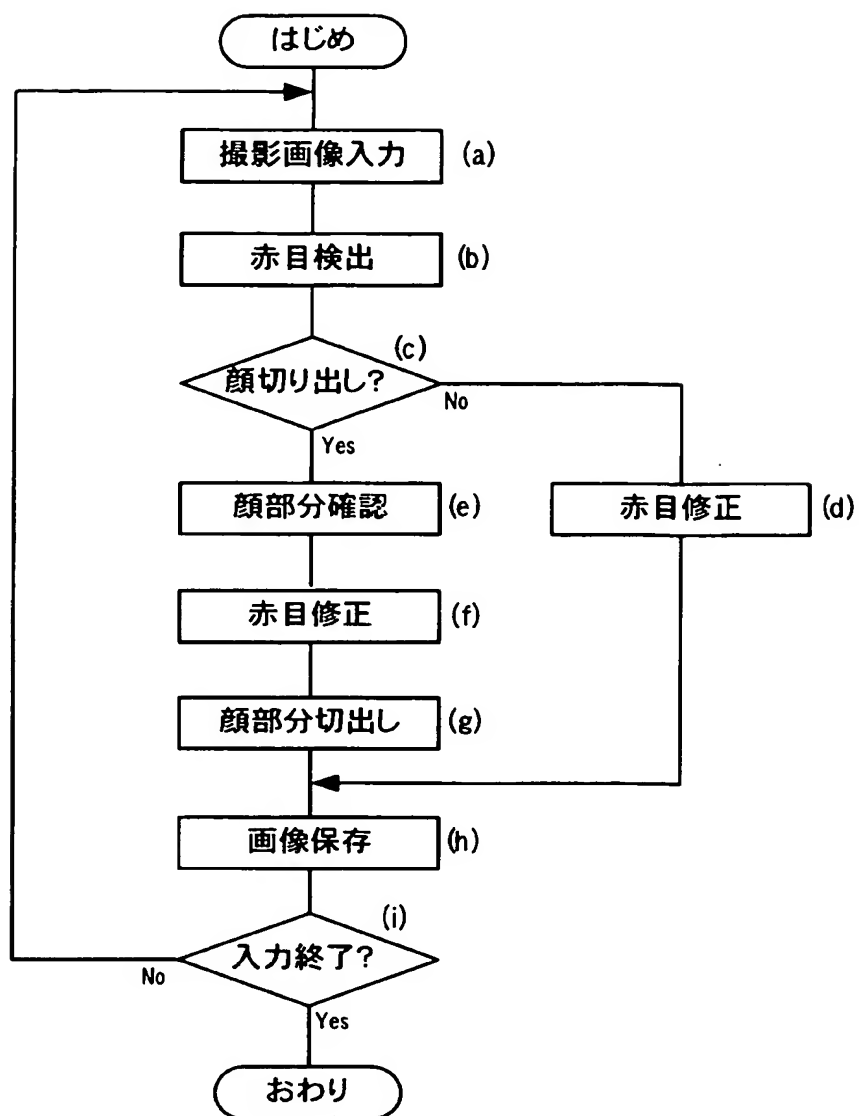 はじめ
撮影画像入力 (a)
赤目検出 (b)
(c)
顔切り出し?
No
Yes
顔部分確認 (e)
赤目修正 (d)
赤目修正 (f)
顔部分切出し (g)
画像保存 (h)
(i)
入力終了?
No
Yes
おわり